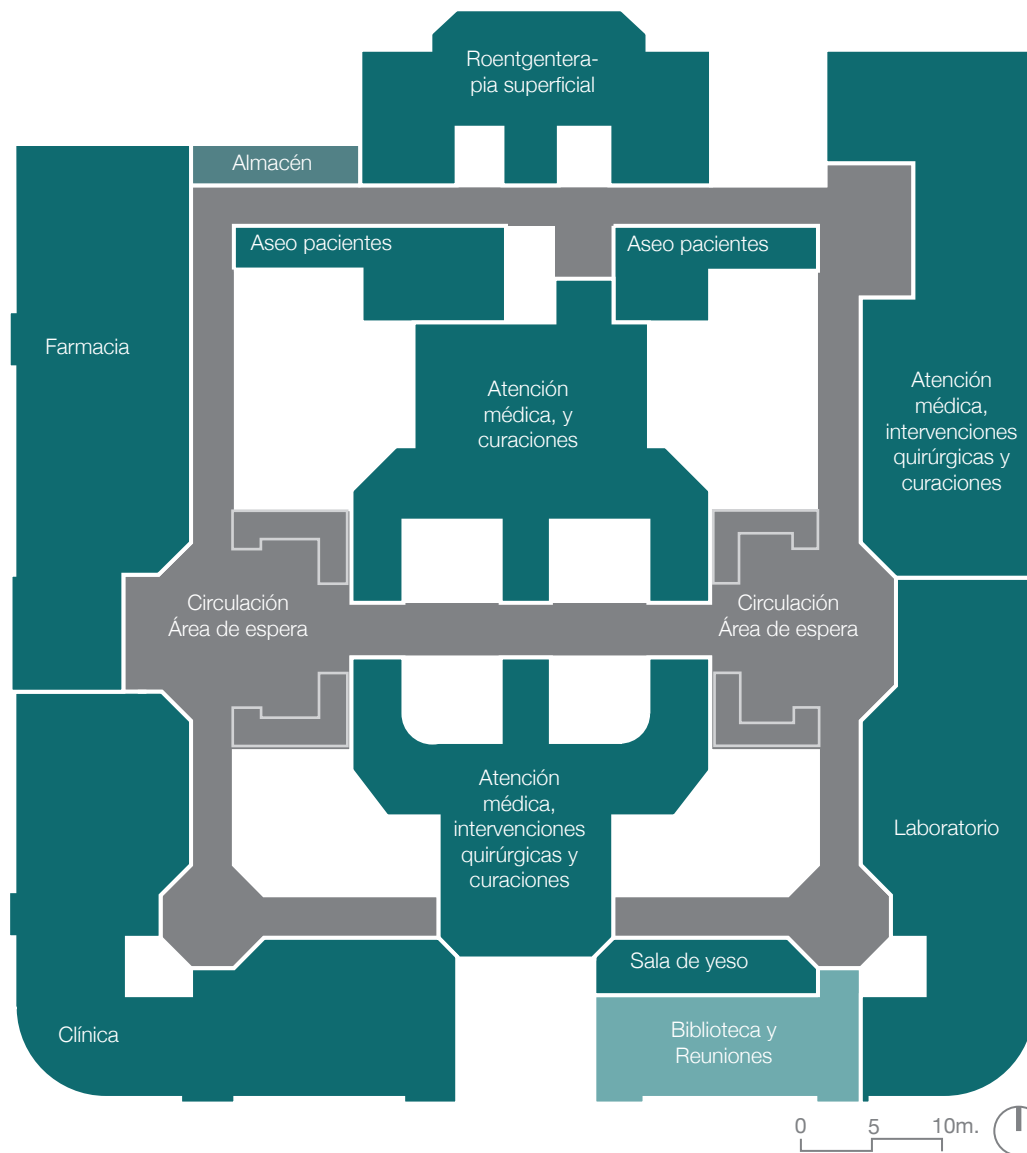 Roentgentera-
pia superficial
Almacén
Aseo pacientes
Aseo pacientes
Farmacia
Atención
médica, y
curaciones
Atención
médica,
intervenciones
quirúrgicas y
curaciones
Circulación
Área de espera
Circulación
Área de espera
Atención
médica,
intervenciones
quirúrgicas y
curaciones
Laboratorio
Sala de yeso
Clínica
Biblioteca y
Reuniones
0 5 10m.